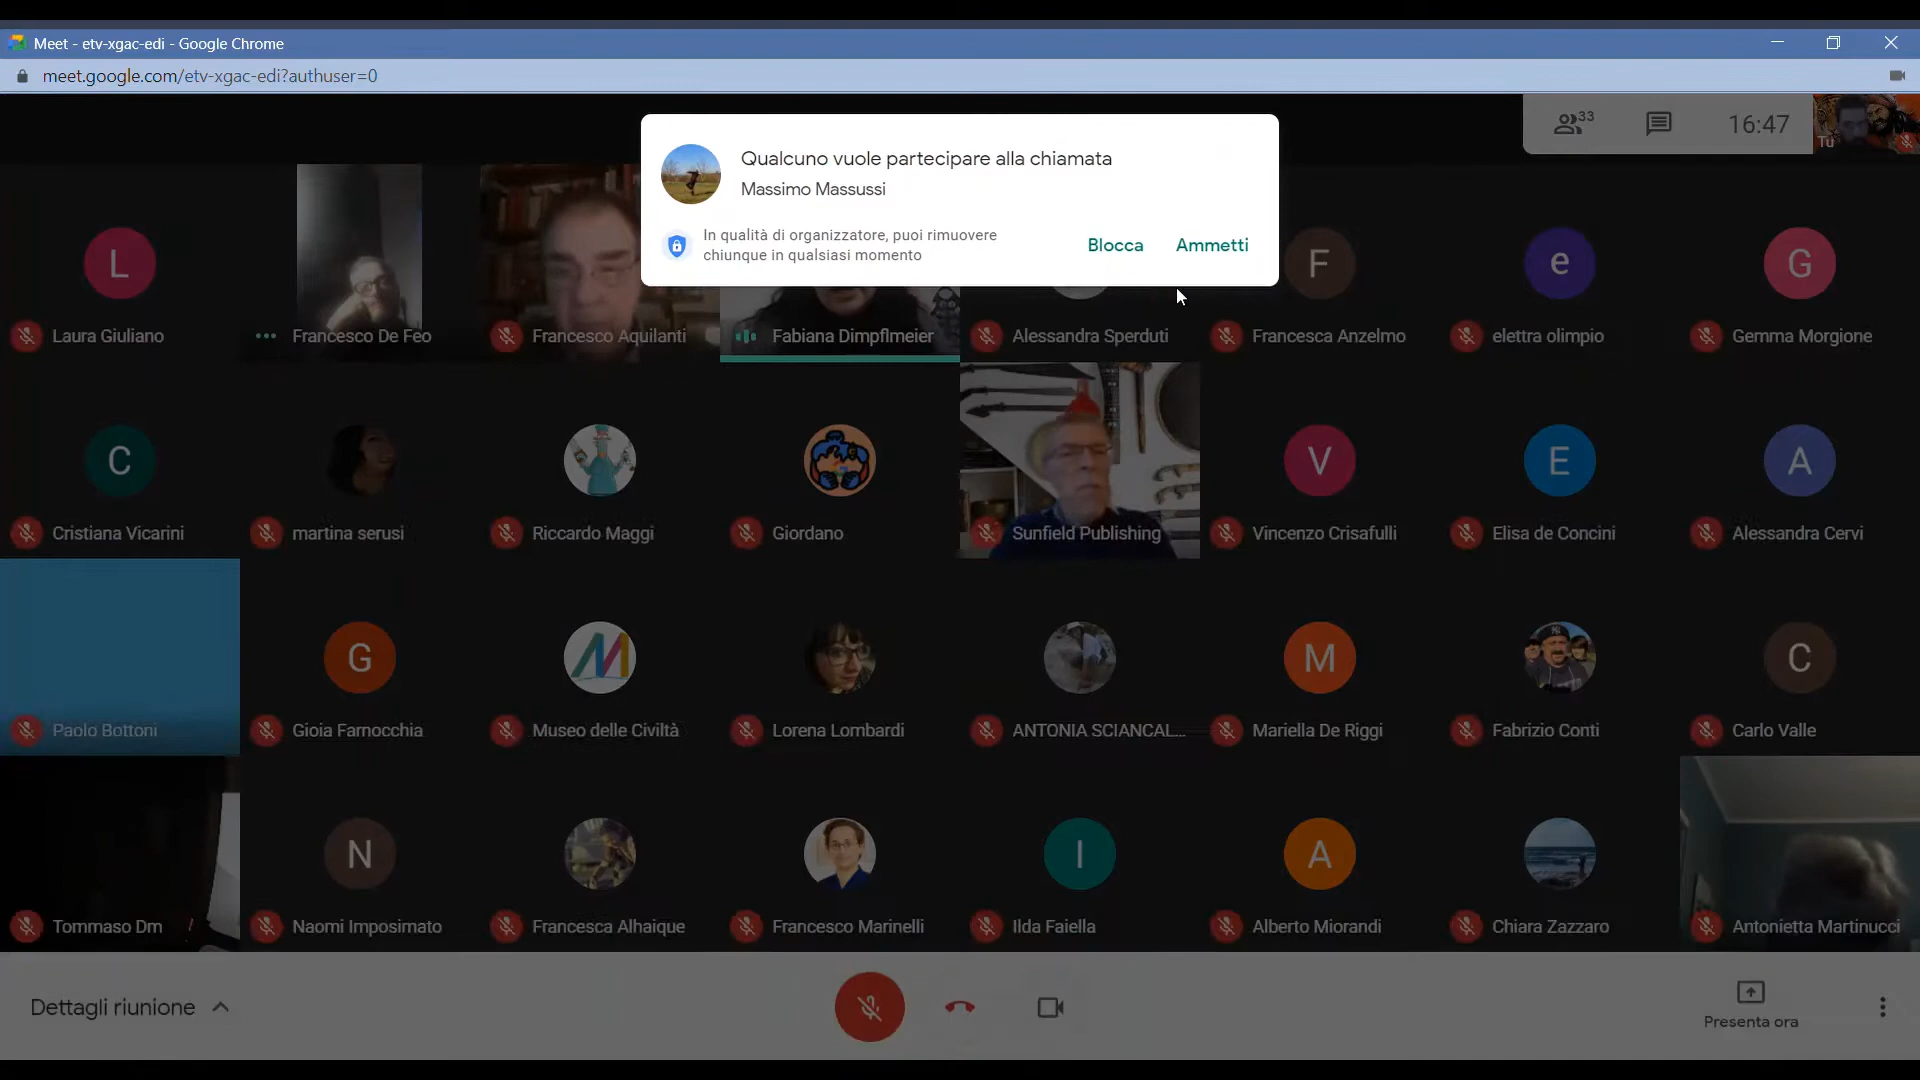 Meet - etv-xgac-edi - Google Chrome
meet.google.com/etv-xgac-edi?authuser=0
33
16:47
Tu
Qualcuno vuole partecipare alla chiamata
Massimo Massussi
In qualità di organizzatore, puoi rimuovere
chiunque in qualsiasi momento
Blocca Ammetti
L
F
e
G
Laura Giuliano
Francesco De Feo
Francesco Aquilanti
Fabiana Dimpflmeier
Alessandra Sperduti
Francesca Anzelmo
elettra olimpio
Gemma Morgione
C
V
E
A
Cristiana Vicarini
martina serusi
Riccardo Maggi
Giordano
Sunfield Publishing
Vincenzo Crisafulli
Elisa de Concini
Alessandra Cervi
G
M
C
Paolo Bottoni
Gioia Farnocchia
Museo delle Civiltà
Lorena Lombardi
ANTONIA SCIANCAL...
Mariella De Riggi
Fabrizio Conti
Carlo Valle
N
I
A
Tommaso Dm
Naomi Imposimato
Francesca Alhaique
Francesco Marinelli
Ilda Faiella
Alberto Miorandi
Chiara Zazzaro
Antonietta Martinucci
Dettagli riunione
Presenta ora